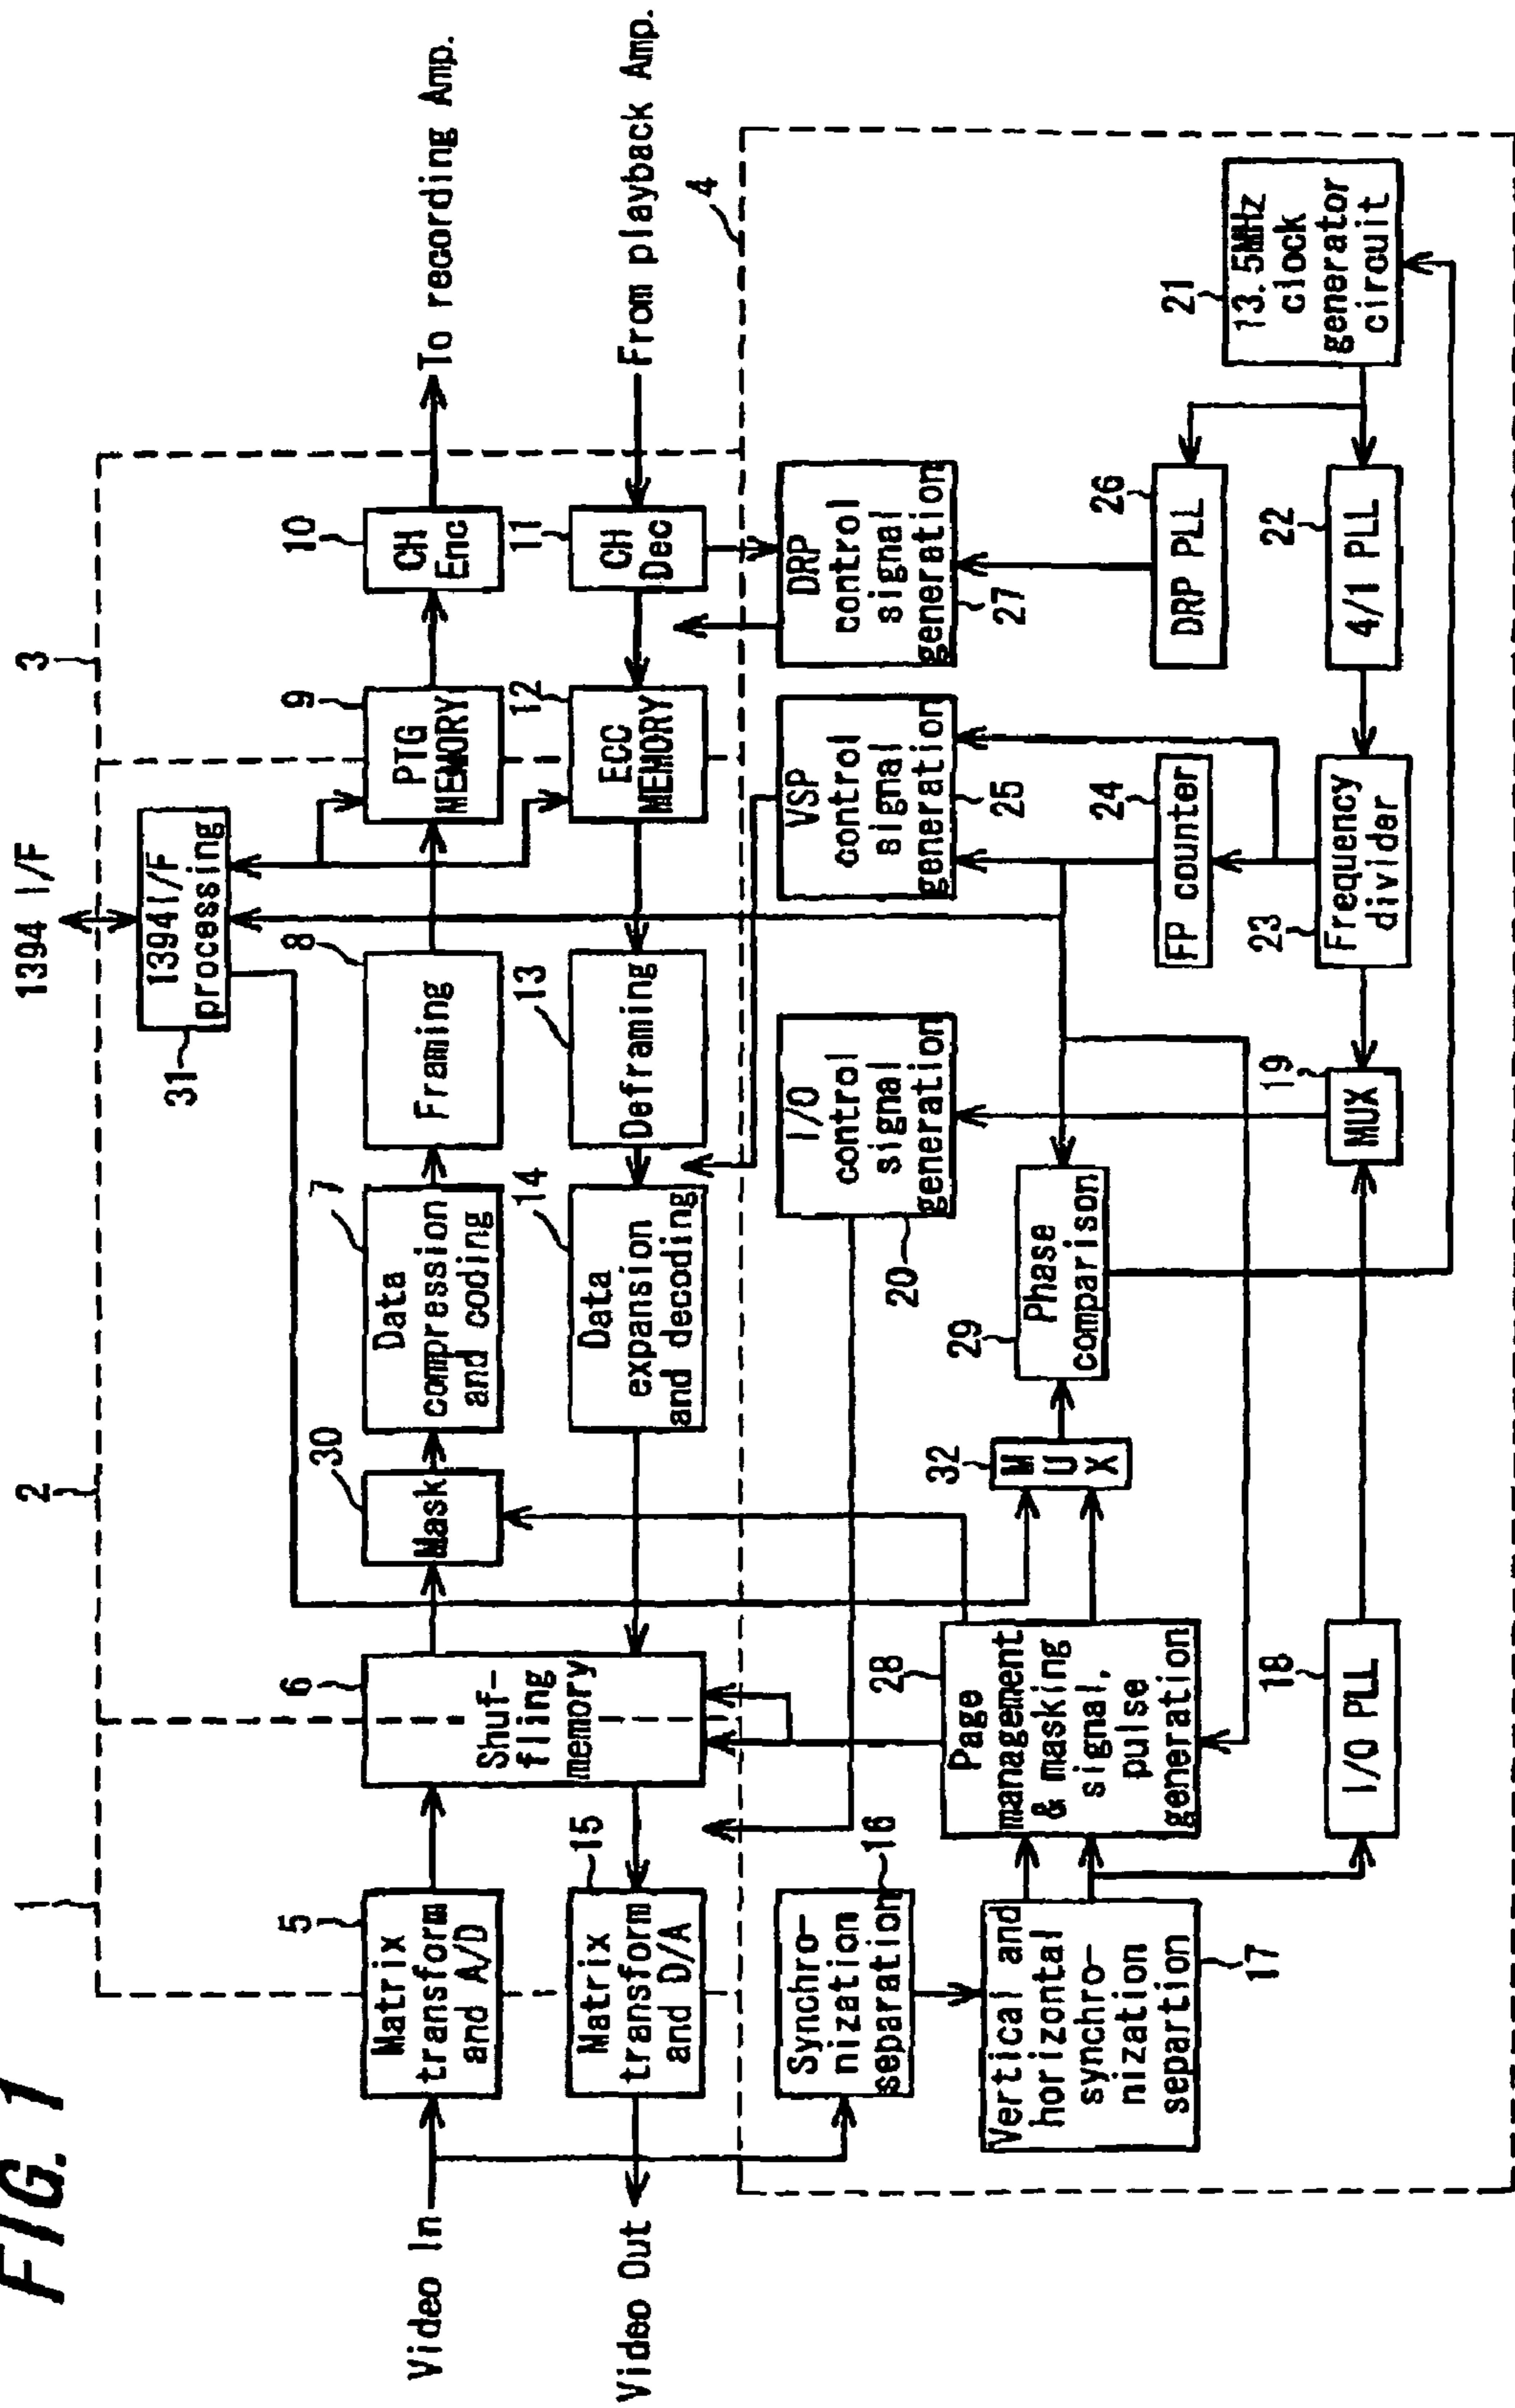 FIG. 1
1394 I/F
1
2
3
31
1394I/F
processing
5
Matrix
transform
and A/D
6
Shuf-
fling
memory
30
Mask
7
Data
compression
and coding
8
Framing
9
PTG
MEMORY
10
CH
Enc
To recording Amp.
Video In
Video Out
15
Matrix
transform
and D/A
14
Data
expansion
and decoding
13
Deframing
12
ECC
MEMORY
11
CH
Dec
From playback Amp.
4
Synchro-
nization
separation
16
I/O
control
signal
generation
20
VSP
control
signal
generation
25
DRP
control
signal
generation
27
Vertical and
horizontal
synchro-
nization
separtion
17
28
Page
management
& masking
signal,
pulse
generation
32
MUX
29
Phase
comparison
24
FP counter
26
DRP PLL
21
13.5MHz
clock
generator
circuit
18
I/O PLL
19
MUX
23
Frequency
divider
22
4/1 PLL